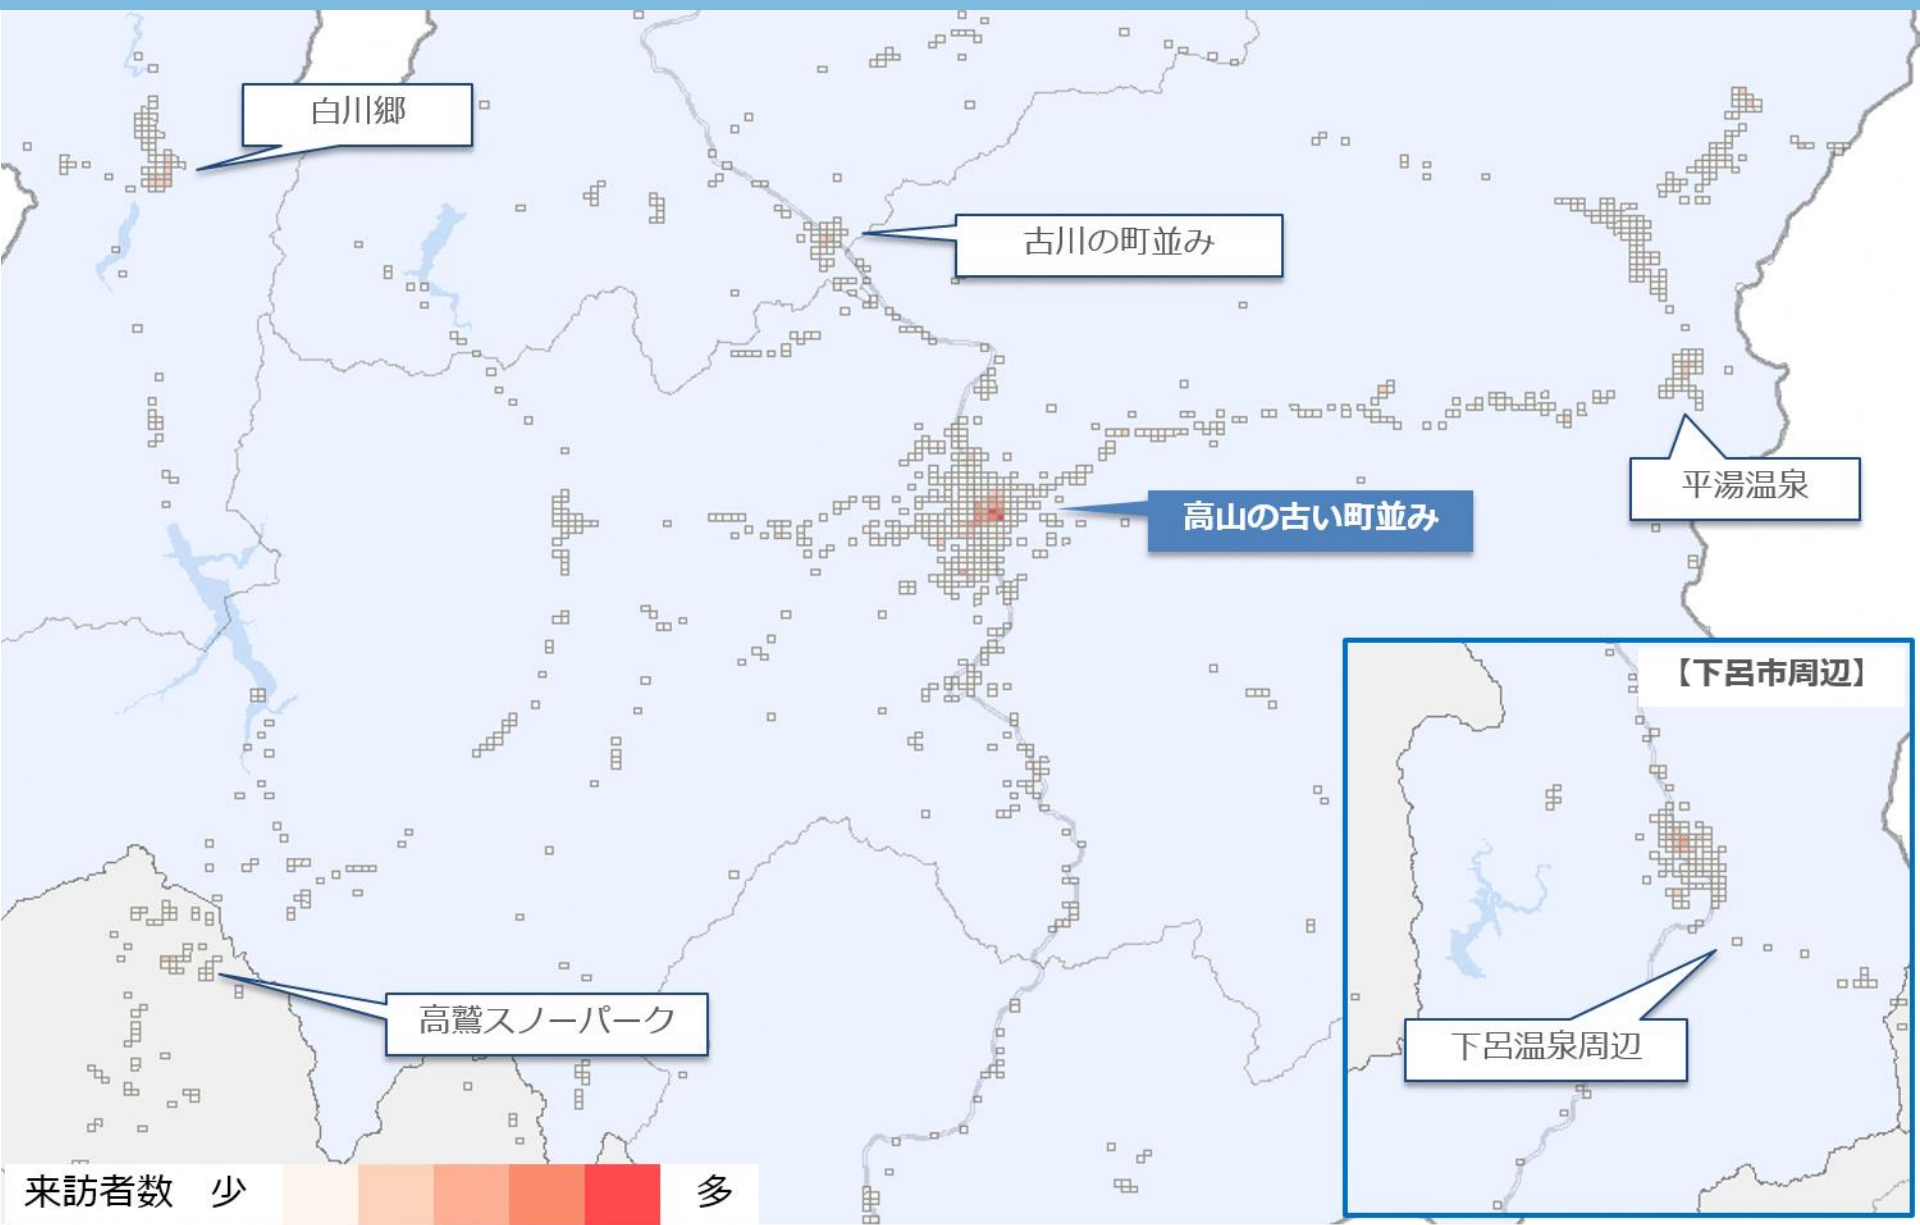 白川郷
古川の町並み
平湯温泉
高山の古い町並み
【下呂市周辺】
高鷲スノーパーク
下呂温泉周辺
来訪者数 少 多